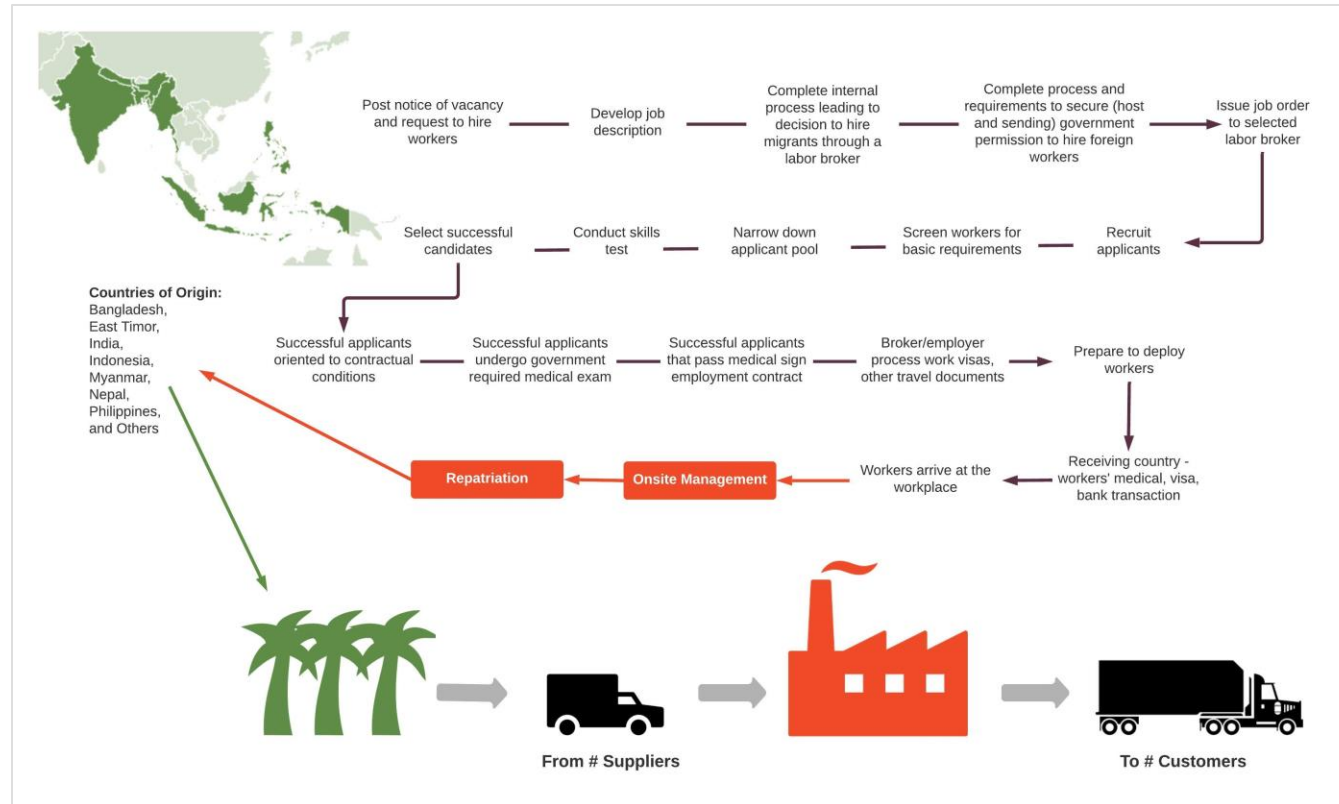 Post notice of vacancy
and request to hire
workers
Develop job
description
Complete internal
process leading to
decision to hire
migrants through a
labor broker
Complete process and
requirements to secure (host
and sending) government
permission to hire foreign
workers
Issue job order
to selected
labor broker
Select successful
candidates
Conduct skills
test
Narrow down
applicant pool
Screen workers for
basic requirements
Recruit
applicants
Countries of Origin:
Bangladesh,
East Timor,
India,
Indonesia,
Myanmar,
Nepal,
Philippines,
and Others
Successful applicants
oriented to contractual
conditions
Successful applicants
undergo government
required medical exam
Successful applicants
that pass medical sign
employment contract
Broker/employer
process work visas,
other travel documents
Prepare to deploy
workers
Repatriation
Onsite Management
Workers arrive at the
workplace
Receiving country -
workers' medical, visa,
bank transaction
From # Suppliers
To # Customers